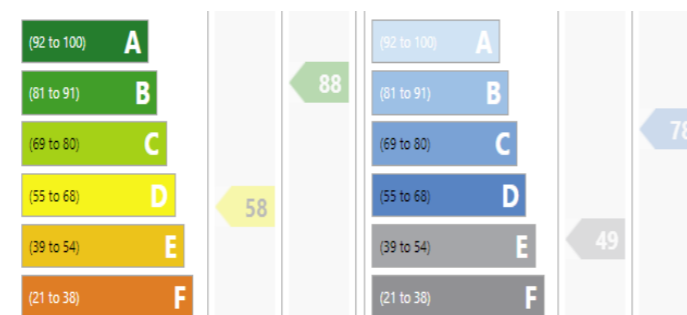 (92 to 100) A
(81 to 91) B
(69 to 80) C
(55 to 68) D
(39 to 54) E
(21 to 38) F
58
88
(92 to 100) A
(81 to 91) B
(69 to 80) C
(55 to 68) D
(39 to 54) E
(21 to 38) F
49
78